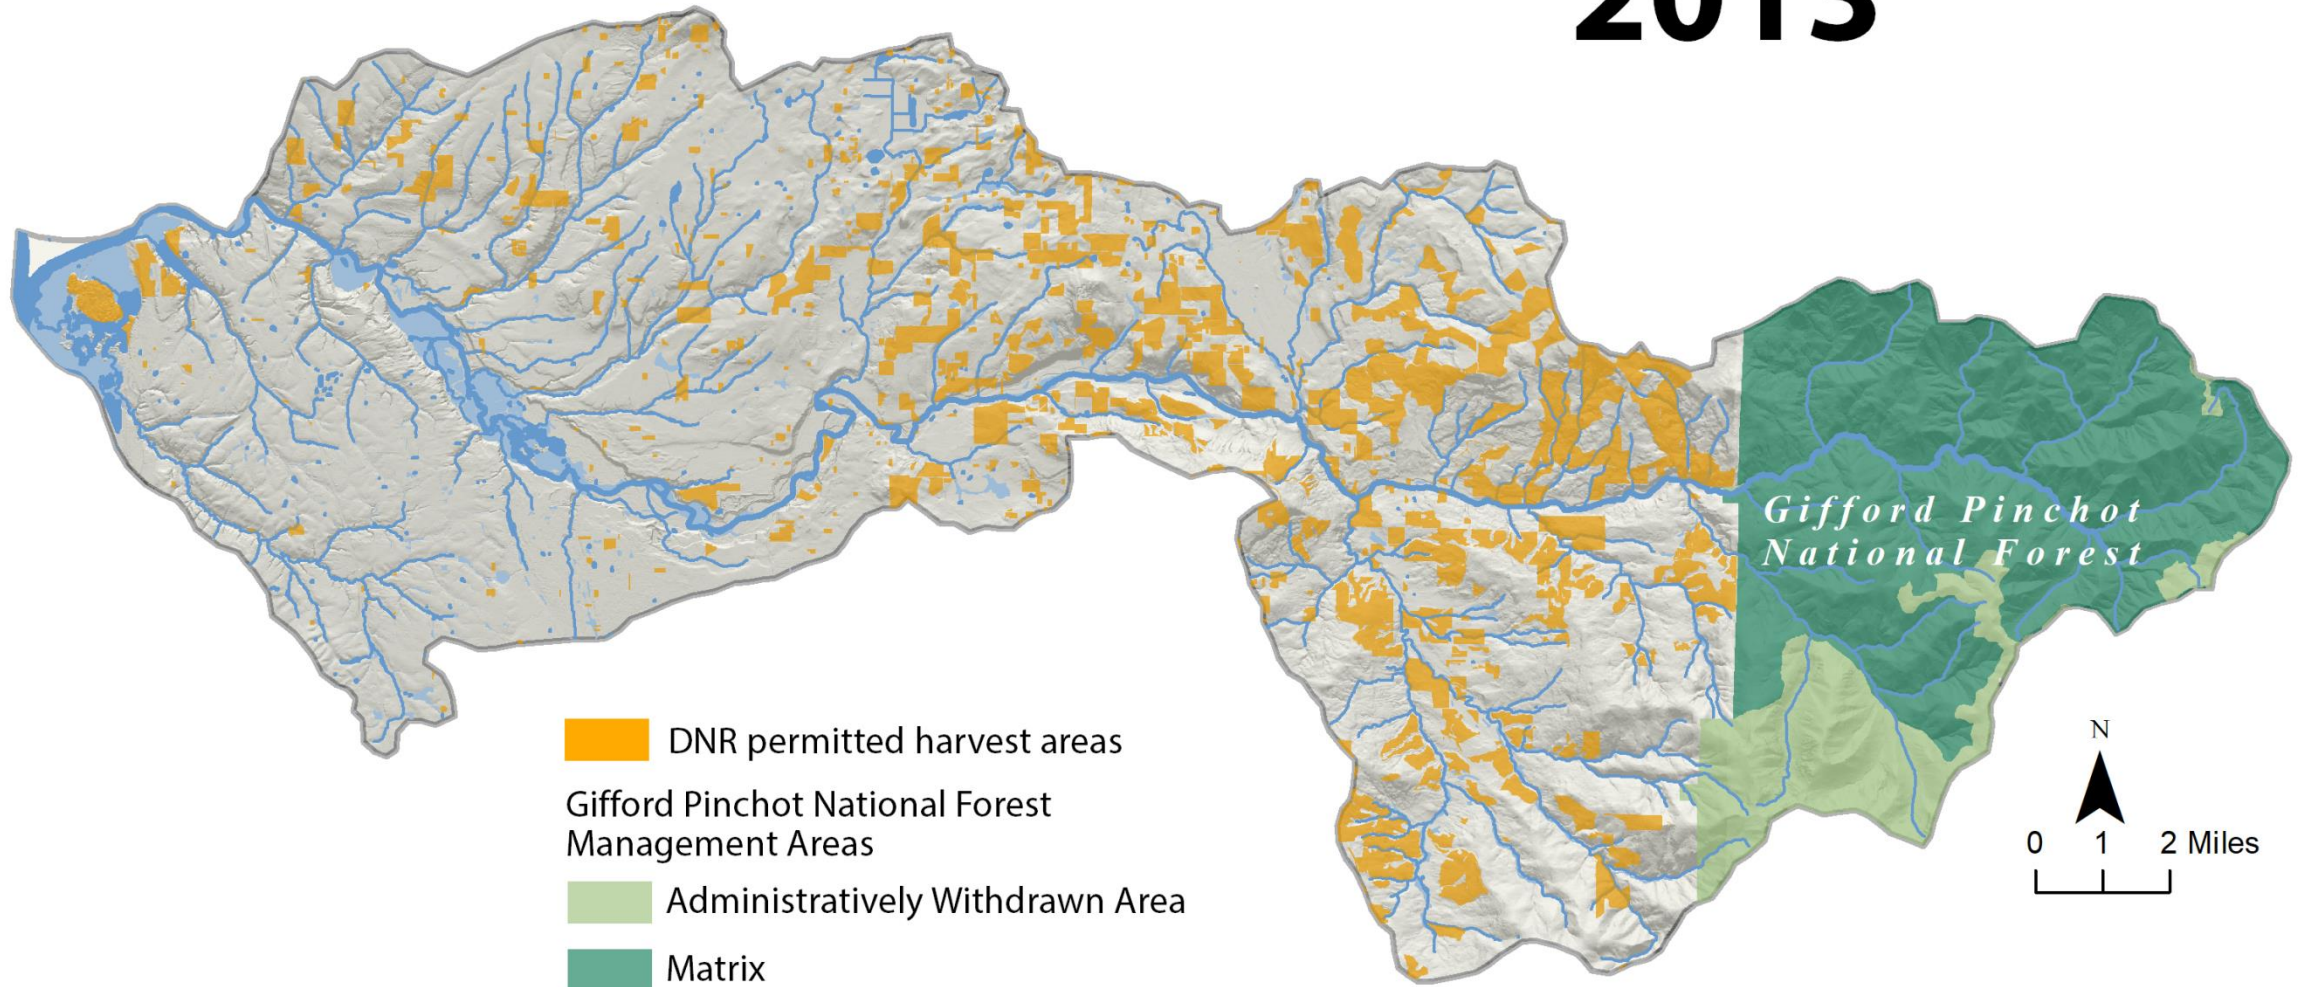 Gifford Pinchot
National Forest
N
0 1 2 Miles
DNR permitted harvest areas
Gifford Pinchot National Forest
Management Areas
Administratively Withdrawn Area
Matrix